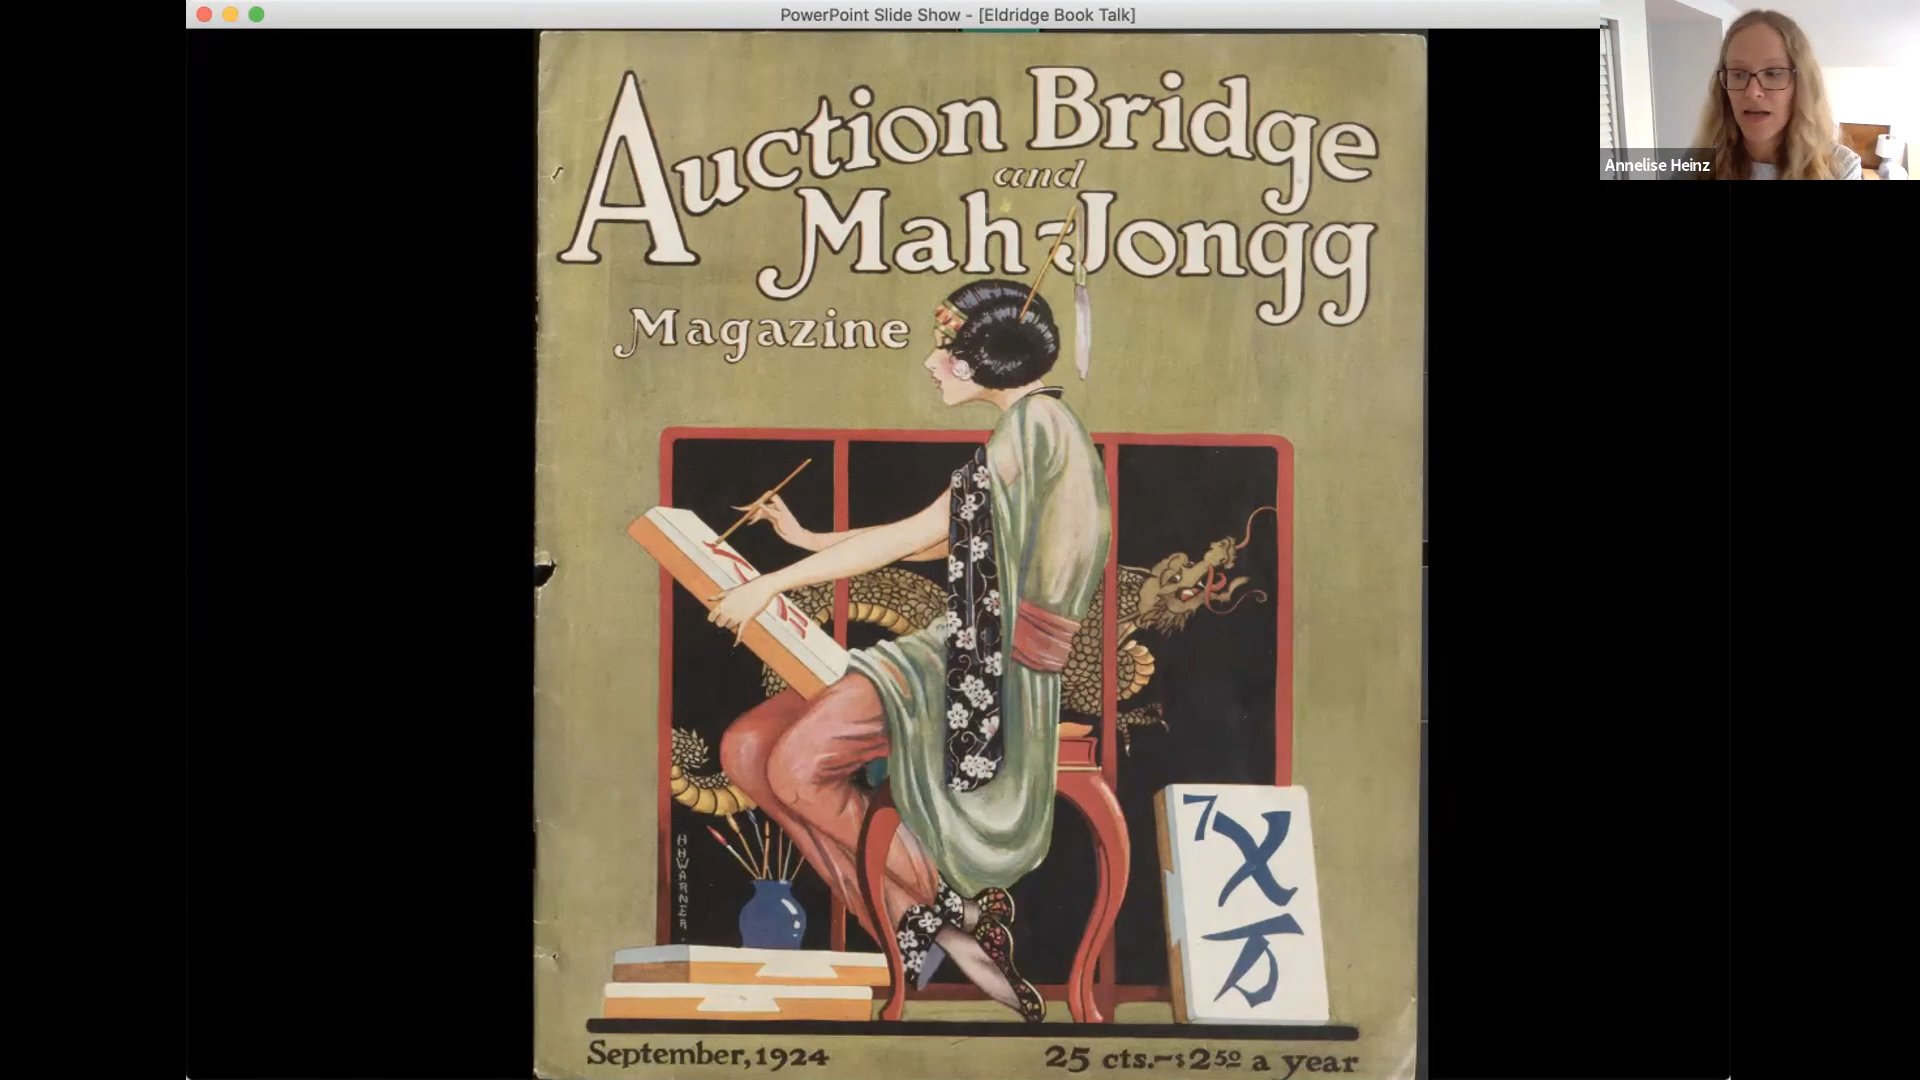 PowerPoint Slide Show - [Eldridge Book Talk]
Annelise Heinz
Auction Bridge
and
Mah-Jongg
Magazine
H H WARNER
7
September, 1924
25 cts.-$2.50 a year